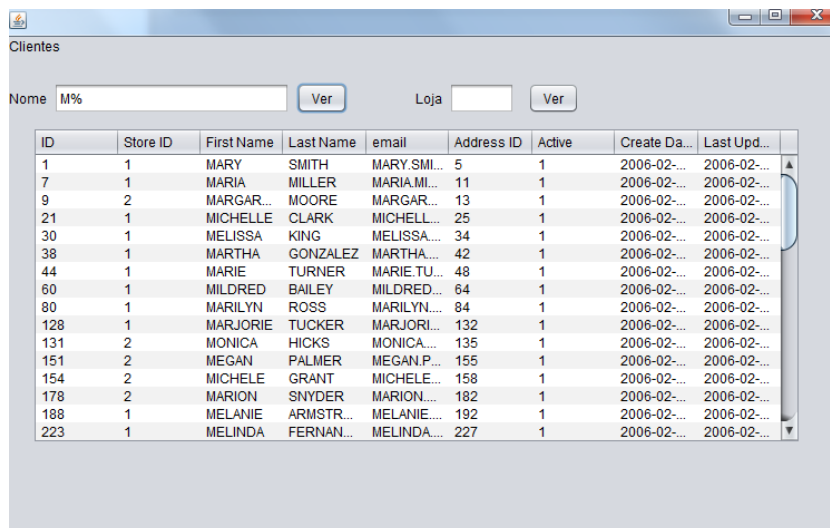 Clientes
Nome M% Ver Loja Ver
ID Store ID First Name Last Name email Address ID Active Create Da... Last Upd...
1 1 MARY SMITH MARY.SMI... 5 1 2006-02-... 2006-02-...
7 1 MARIA MILLER MARIA.MI... 11 1 2006-02-... 2006-02-...
9 2 MARGAR... MOORE MARGAR... 13 1 2006-02-... 2006-02-...
21 1 MICHELLE CLARK MICHELL... 25 1 2006-02-... 2006-02-...
30 1 MELISSA KING MELISSA.... 34 1 2006-02-... 2006-02-...
38 1 MARTHA GONZALEZ MARTHA.... 42 1 2006-02-... 2006-02-...
44 1 MARIE TURNER MARIE.TU... 48 1 2006-02-... 2006-02-...
60 1 MILDRED BAILEY MILDRED... 64 1 2006-02-... 2006-02-...
80 1 MARILYN ROSS MARILYN.... 84 1 2006-02-... 2006-02-...
128 1 MARJORIE TUCKER MARJORI... 132 1 2006-02-... 2006-02-...
131 2 MONICA HICKS MONICA.... 135 1 2006-02-... 2006-02-...
151 2 MEGAN PALMER MEGAN.P... 155 1 2006-02-... 2006-02-...
154 2 MICHELE GRANT MICHELE... 158 1 2006-02-... 2006-02-...
178 2 MARION SNYDER MARION.... 182 1 2006-02-... 2006-02-...
188 1 MELANIE ARMSTR... MELANIE.... 192 1 2006-02-... 2006-02-...
223 1 MELINDA FERNAN... MELINDA.... 227 1 2006-02-... 2006-02-...